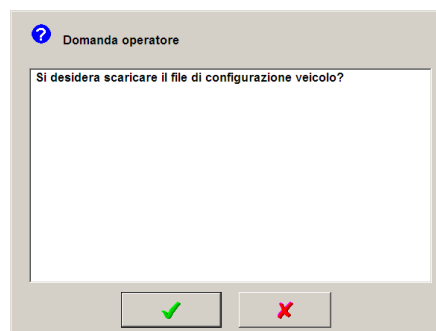 Domanda operatore
Si desidera scaricare il file di configurazione veicolo?